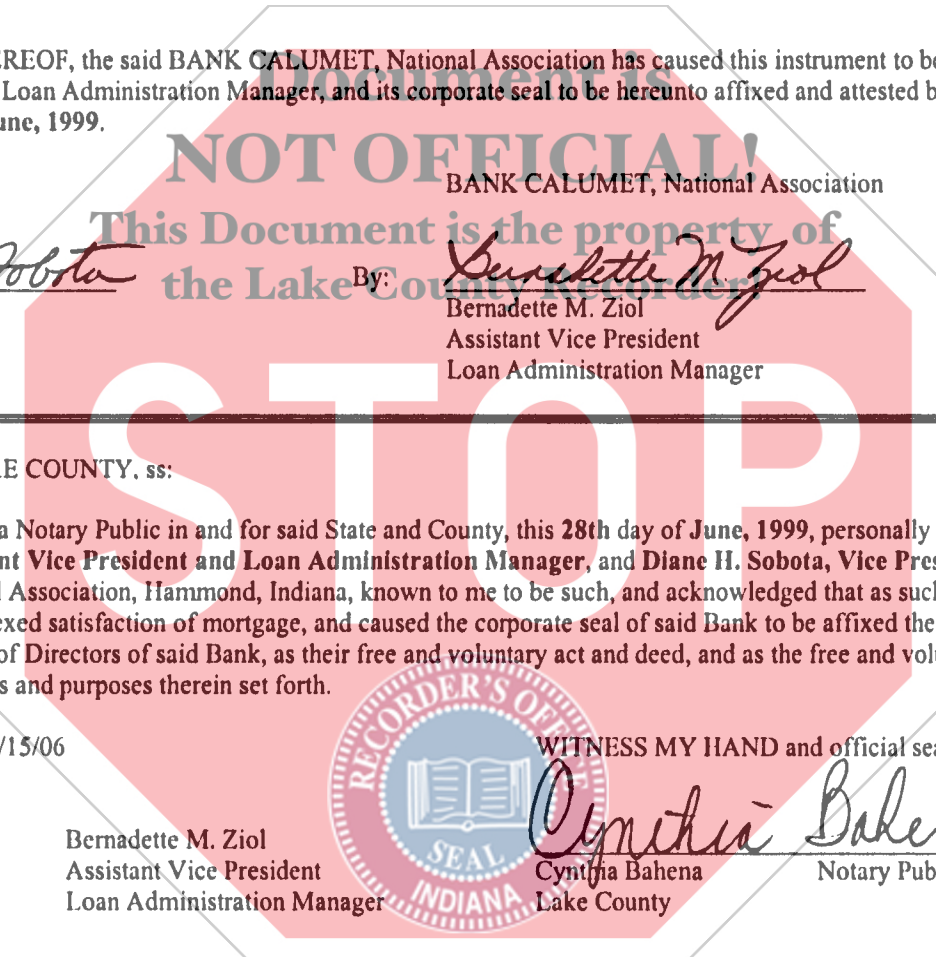 EREOF, the said BANK CALUMET, National Association has caused this instrument to be
Loan Administration Manager, and its corporate seal to be hereunto affixed and attested b
une, 1999.
Document is
NOT OFFICIAL!
This Document is the property of
the Lake County Recorder!
BANK CALUMET, National Association
Sobota
By: Bernadette M. Ziol
Bernadette M. Ziol
Assistant Vice President
Loan Administration Manager
STOP
E COUNTY, ss:
a Notary Public in and for said State and County, this 28th day of June, 1999, personally
nt Vice President and Loan Administration Manager, and Diane H. Sobota, Vice Pres
l Association, Hammond, Indiana, known to me to be such, and acknowledged that as suc
exed satisfaction of mortgage, and caused the corporate seal of said Bank to be affixed the
of Directors of said Bank, as their free and voluntary act and deed, and as the free and volu
s and purposes therein set forth.
/15/06
WITNESS MY HAND and official sea
RECORDER'S OFFICE
SEAL
INDIANA
Cynthia Bahe
Bernadette M. Ziol
Assistant Vice President
Loan Administration Manager
Cynthia Bahena
Notary Pub
Lake County